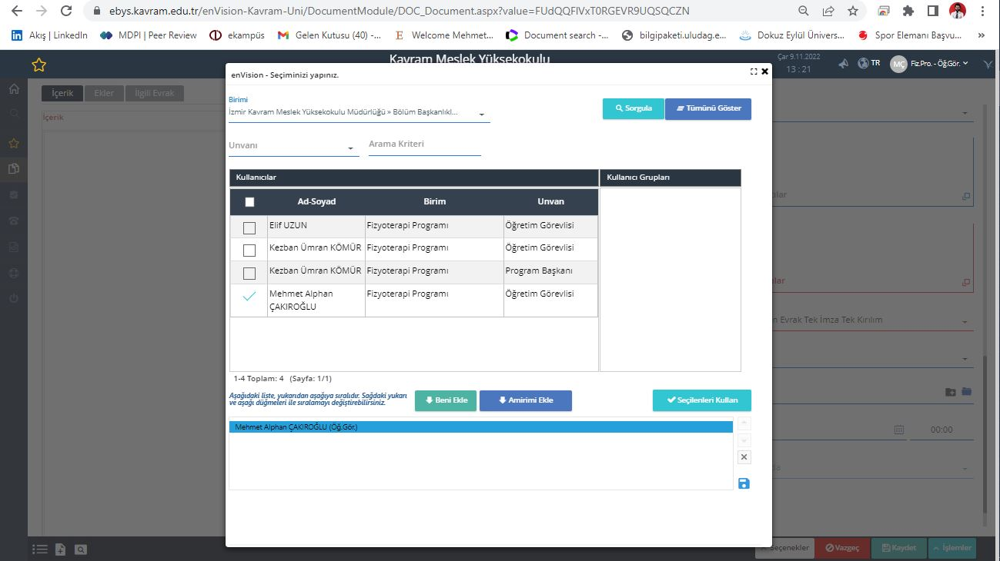 ebys.kavram.edu.tr/enVision-Kavram-Uni/DocumentModule/DOC_Document.aspx?value=FUdQQFlVxT0RGEVR9UQSQCZN
Akış | LinkedIn MDPI | Peer Review ekampüs Gelen Kutusu (40) -... Welcome Mehmet... Document search -... bilgipaketi.uludag.e... Dokuz Eylül Ünivers... Spor Elemanı Başvu... »
Kavram Meslek Yüksekokulu
Çar 9.11.2022
13 : 21
TR
MÇ
Fiz.Pro. - Öğ.Gör.
enVision - Seçiminizi yapınız.
İçerik Ekler İlgili Evrak
İçerik
Birimi
İzmir Kavram Meslek Yüksekokulu Müdürlüğü » Bölüm Başkanlıkl...
Sorgula Tümünü Göster
Unvanı Arama Kriteri
Kullanıcılar Kullanıcı Grupları
Ad-Soyad Birim Unvan
Elif UZUN Fizyoterapi Programı Öğretim Görevlisi
Kezban Ümran KÖMÜR Fizyoterapi Programı Öğretim Görevlisi
Kezban Ümran KÖMÜR Fizyoterapi Programı Program Başkanı
Mehmet Alphan Fizyoterapi Programı Öğretim Görevlisi
ÇAKIROĞLU
1-4 Toplam: 4 (Sayfa: 1/1)
Aşağıdaki liste, yukarıdan aşağıya sıralıdır. Sağdaki yukarı
ve aşağı düğmeleri ile sıralamayı değiştirebilirsiniz.
Beni Ekle Amirimi Ekle Seçilenleri Kullan
Mehmet Alphan ÇAKIROĞLU (Öğ.Gör.)
Evrak Tek İmza Tek Kırılım
00:00
Seçenekler Vazgeç Kaydet İşlemler